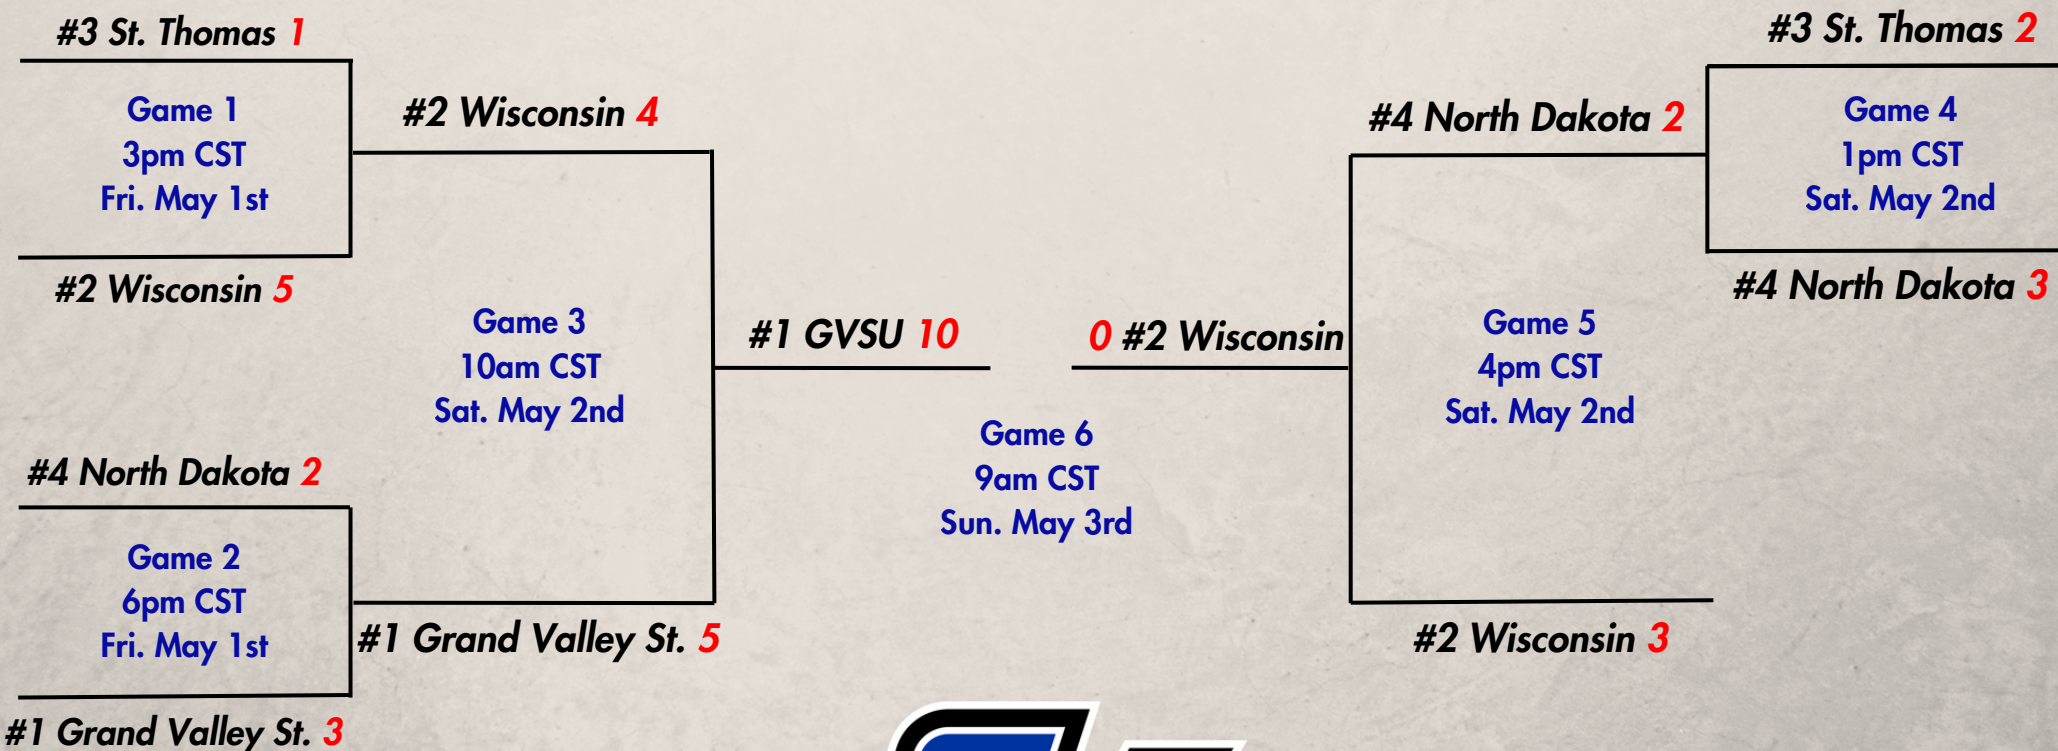 #3 St. Thomas 1
Game 1
3pm CST
Fri. May 1st
#2 Wisconsin 5
#2 Wisconsin 4
Game 3
10am CST
Sat. May 2nd
#4 North Dakota 2
Game 2
6pm CST
Fri. May 1st
#1 Grand Valley St. 3
#1 Grand Valley St. 5
#1 GVSU 10
0 #2 Wisconsin
Game 6
9am CST
Sun. May 3rd
#4 North Dakota 2
Game 5
4pm CST
Sat. May 2nd
#2 Wisconsin 3
#3 St. Thomas 2
Game 4
1pm CST
Sat. May 2nd
#4 North Dakota 3